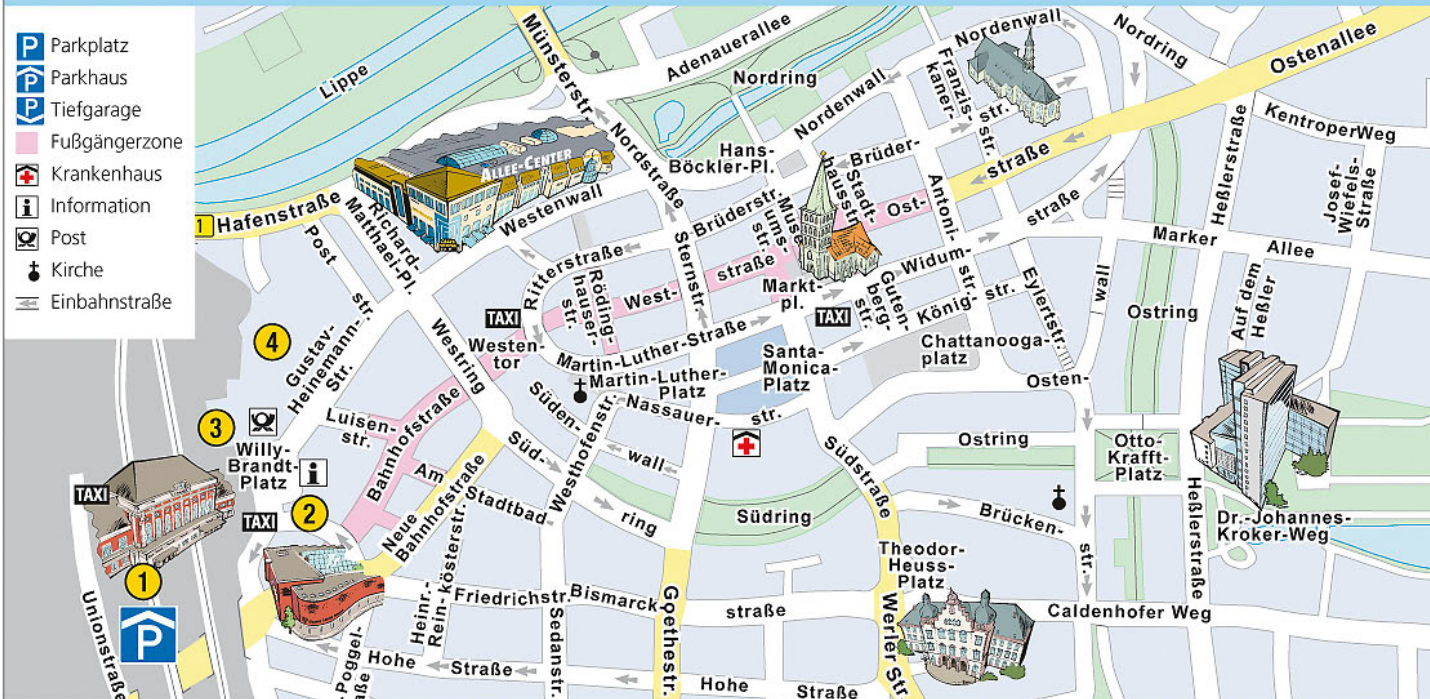 Parkplatz
Parkhaus
Tiefgarage
Fußgängerzone
Krankenhaus
Information
Post
Kirche
Einbahnstraße
P
P
P
i
Lippe
Münsterstr.
Adenauerallee
Nordring
Nordenwall
Nordring
Ostenallee
Nordenwall
Franzis-
kaner-
str.
Nordstraße
Hans-
Böckler-Pl.
Brüder-
str.
Stadt-
hausstr.
KentroperWeg
Heßlerstraße
Josef-
Wiefels-
Straße
ALLEE-CENTER
1
Hafenstraße
Richard-
Matthaei-Pl.
Westenwall
Post
str.
Brüderstr.
Museums-
str.
Ost-
straße
Antoni-
str.
Marker
Allee
Ritterstraße
Röding-
hauser-
str.
Sternstr.
West-
straße
Markt-
pl.
Widum-
straße
Guten-
berg-
str.
König-
str.
Eylertstr.
wall
Ostring
Auf dem
Heßler
TAXI
TAXI
Westen-
tor
Martin-Luther-Straße
Santa-
Monica-
Platz
Chattanooga-
platz
4
Gustav-
Heinemann-
Str.
Westring
Martin-Luther-
Platz
Osten-
Luisen-
str.
Bahnhofstraße
Süden-
wall
Westhofenstr.
Nassauer-
str.
3
Willy-
Brandt-
Platz
i
Süd-
ring
Südstraße
Ostring
Otto-
Krafft-
Platz
TAXI
TAXI
2
Am
Stadtbad
Neue
Bahnhofstraße
Südring
Brücken-
str.
Heßlerstraße
Dr.-Johannes-
Kroker-Weg
1
P
Unionstraße
Heinr.-
Rein-
kösterstr.
Theodor-
Heuss-
Platz
Friedrichstr.
Bismarck-
straße
Goethestr.
Werler Str.
Caldenhofer Weg
Poggel-
Sedanstr.
Hohe
Straße
Hohe
Straße